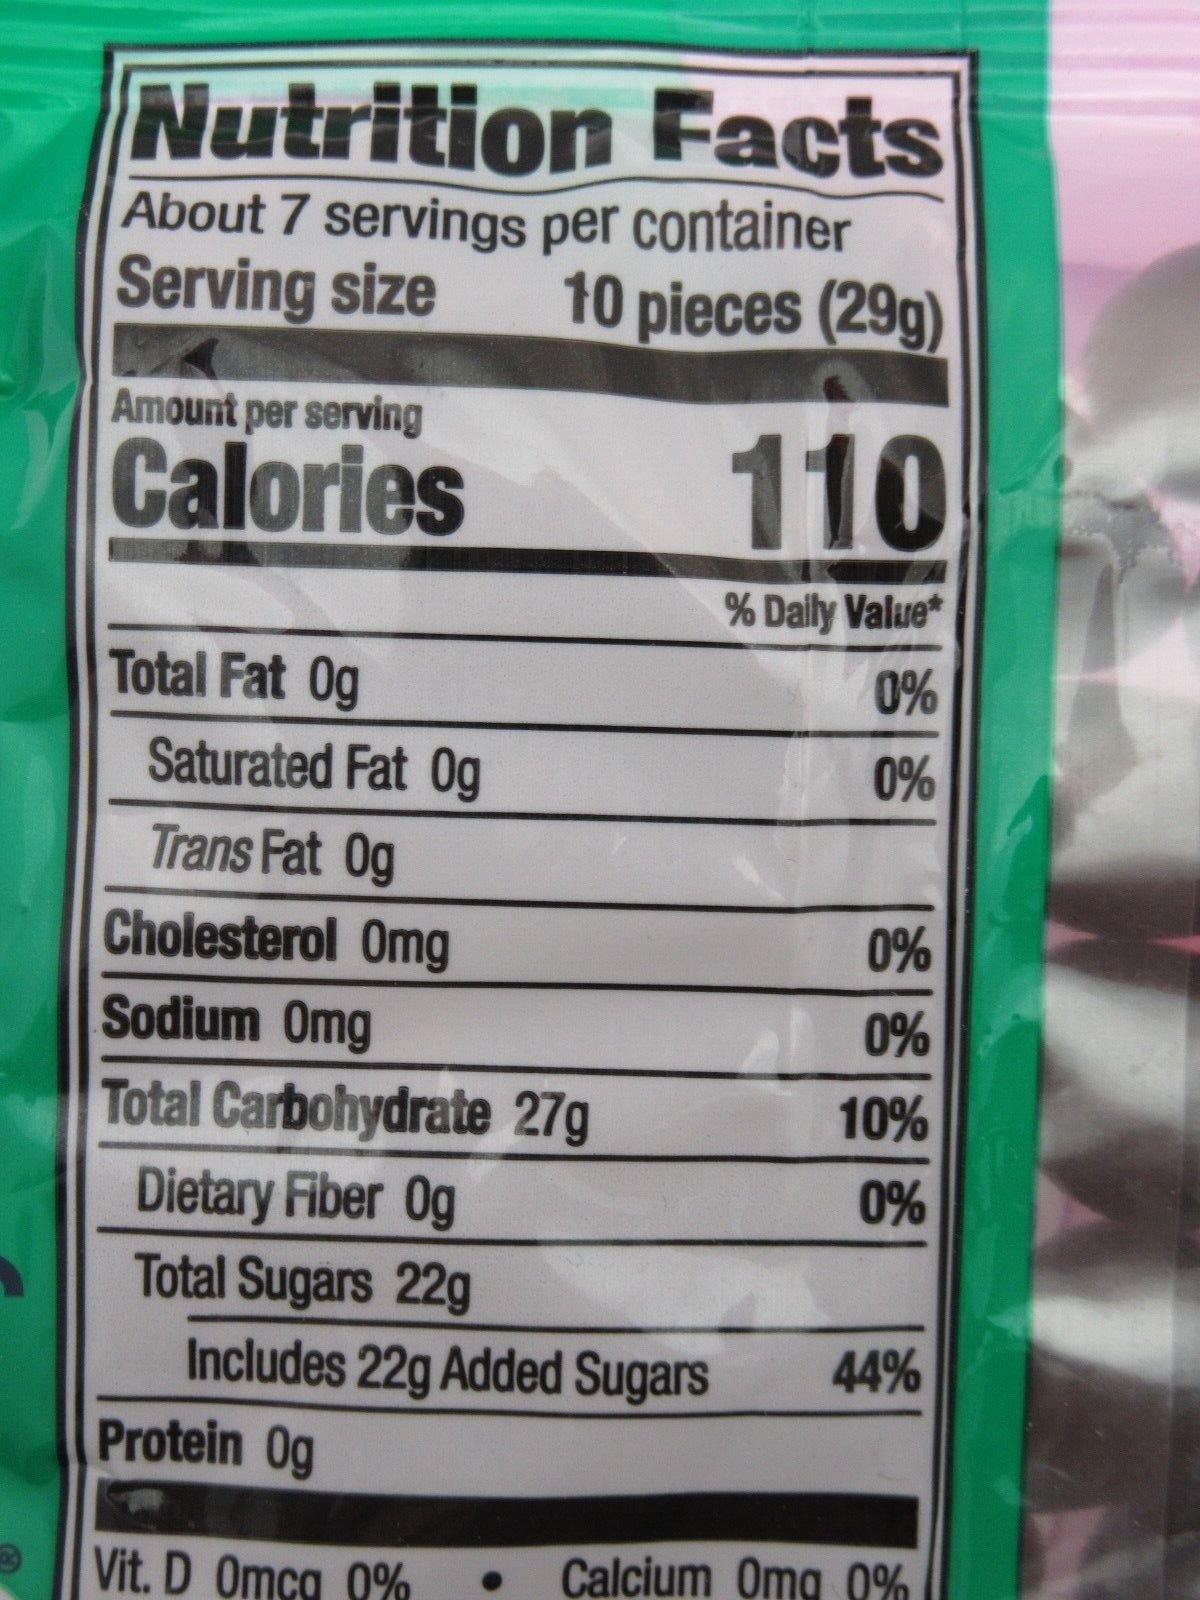 Nutrition Facts
About 7 servings per container
Serving size 10 pieces (29g)
Amount per serving
Calories 110
% Daily Value*
Total Fat 0g 0%
Saturated Fat 0g 0%
Trans Fat 0g
Cholesterol 0mg 0%
Sodium 0mg 0%
Total Carbohydrate 27g 10%
Dietary Fiber 0g 0%
Total Sugars 22g
Includes 22g Added Sugars 44%
Protein 0g
Vit. D 0mcg 0% • Calcium 0mg 0%
®